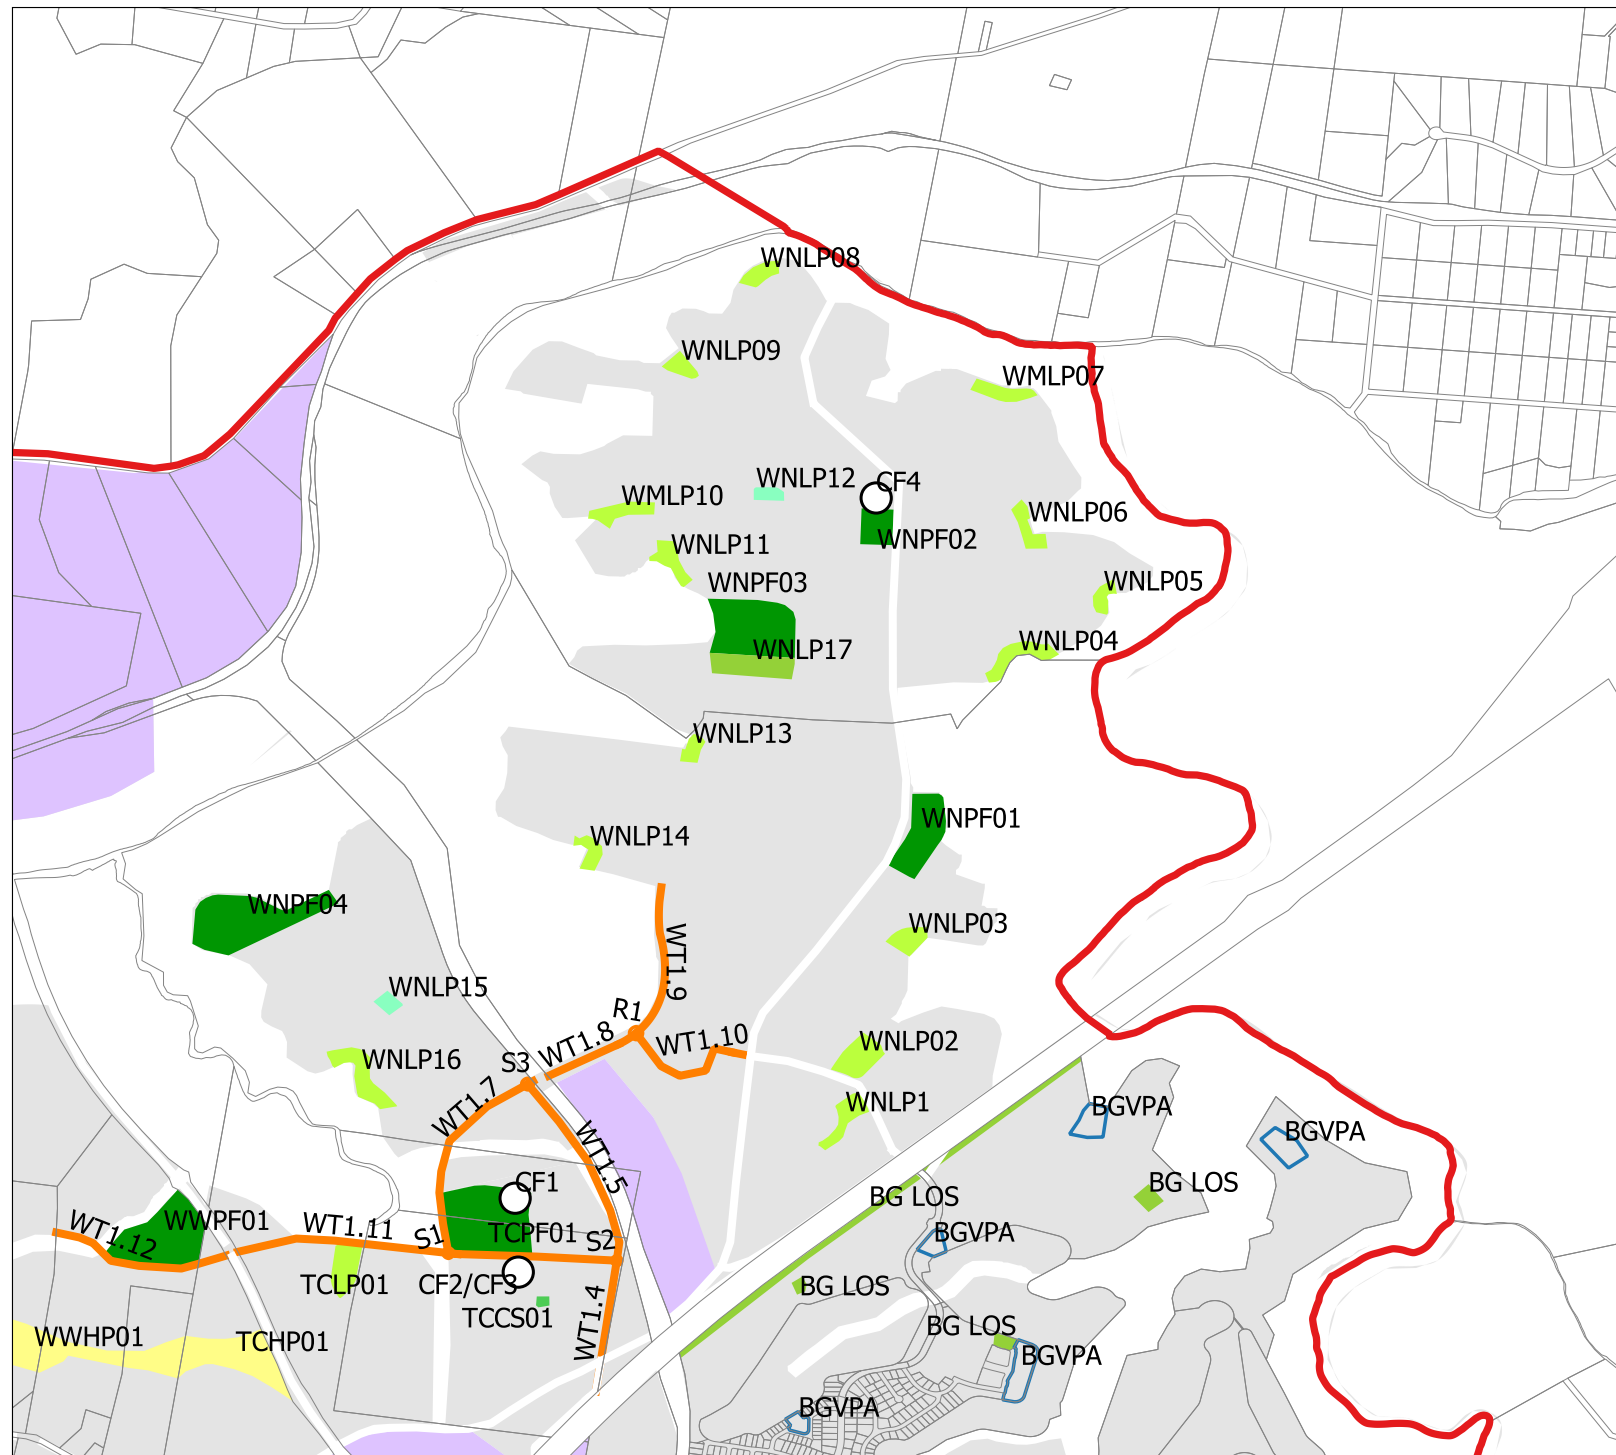 WNLP08
WNLP09
WMLP07
WNLP12
CF4
WMLP10
WNLP06
WNPF02
WNLP11
WNPF03
WNLP05
WNLP17
WNLP04
WNLP13
WNPF01
WNLP14
WNPF04
WNLP03
WT1.9
WNLP15
R1
WT1.8
WT1.10
WNLP02
S3
WNLP16
WT1.7
WNLP1
BGVPA
BGVPA
WT1.5
CF1
BG LOS
BG LOS
WWPF01
WT1.12
WT1.11
S1
TCPF01
S2
BGVPA
TCLP01
CF2/CF3
BG LOS
TCCS01
WT1.4
BG LOS
WWHP01
TCHP01
BGVPA
BGVPA